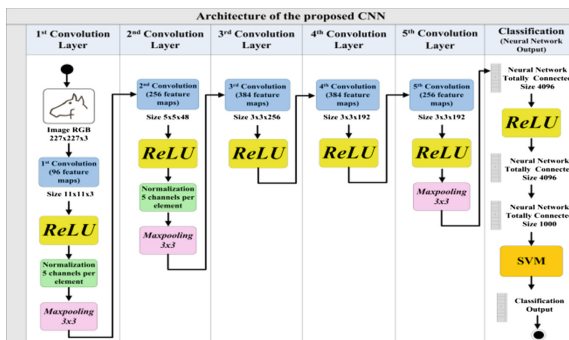 Architecture of the proposed CNN
1st Convolution
Layer
2nd Convolution
Layer
3rd Convolution
Layer
4th Convolution
Layer
5th Convolution
Layer
Classification
(Neural Network
Output)
Image RGB
227x227x3
1st Convolution
(96 feature
maps)
Size 11x11x3
ReLU
Normalization
5 channels per
element
Maxpooling
3x3
2nd Convolution
(256 feature
maps)
Size 5x5x48
ReLU
Normalization
5 channels per
element
Maxpooling
3x3
3rd Convolution
(384 feature
maps)
Size 3x3x256
ReLU
4th Convolution
(384 feature
maps)
Size 3x3x192
ReLU
5th Convolution
(256 feature
maps)
Size 3x3x192
ReLU
Maxpooling
3x3
Neural Network
Totally Connected
Size 4096
ReLU
Neural Network
Totally Connected
Size 4096
Neural Network
Totally Connected
Size 1000
SVM
Classification
Output